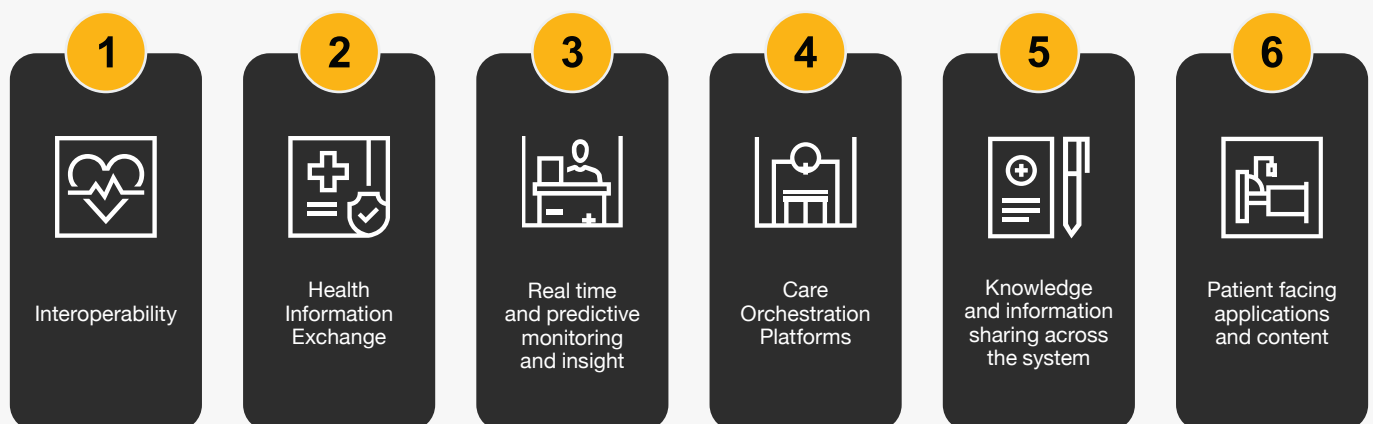 1
Interoperability
2
Health
Information
Exchange
3
Real time
and predictive
monitoring
and insight
4
Care
Orchestration
Platforms
5
Knowledge
and information
sharing across
the system
6
Patient facing
applications
and content